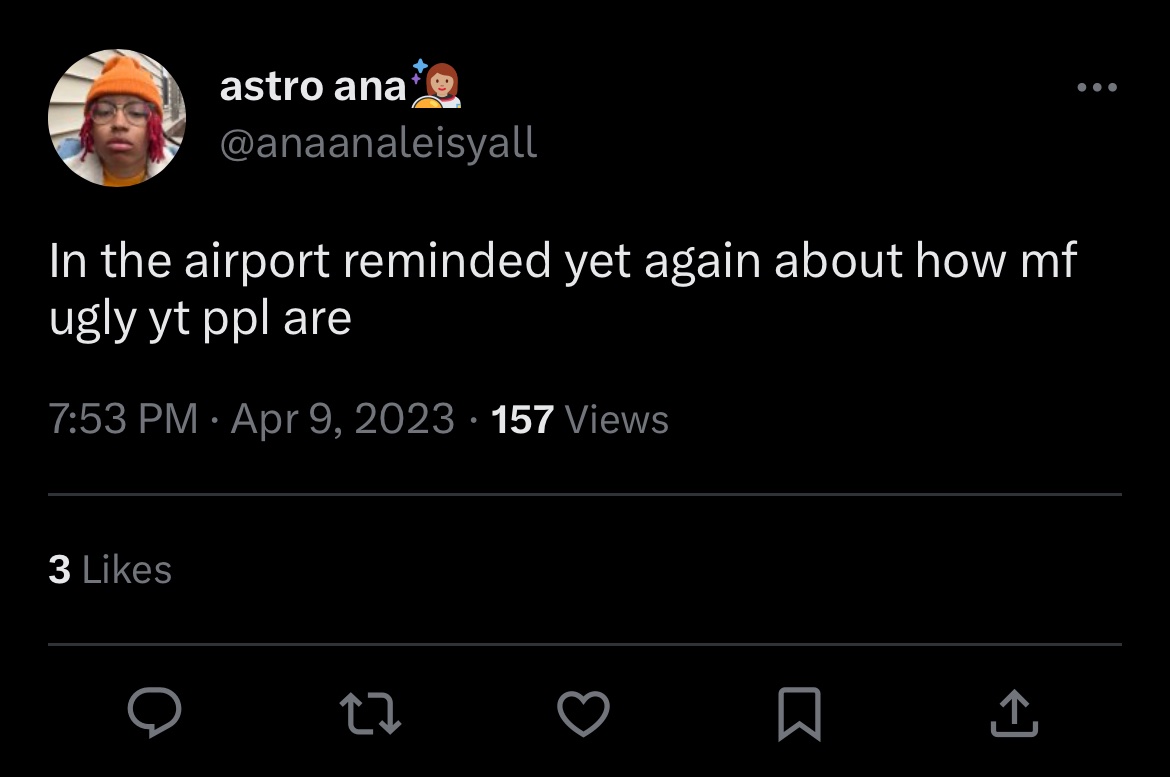 astro ana
@anaanaleisyall
In the airport reminded yet again about how mf
ugly yt ppl are
7:53 PM · Apr 9, 2023 · 157 Views
3 Likes